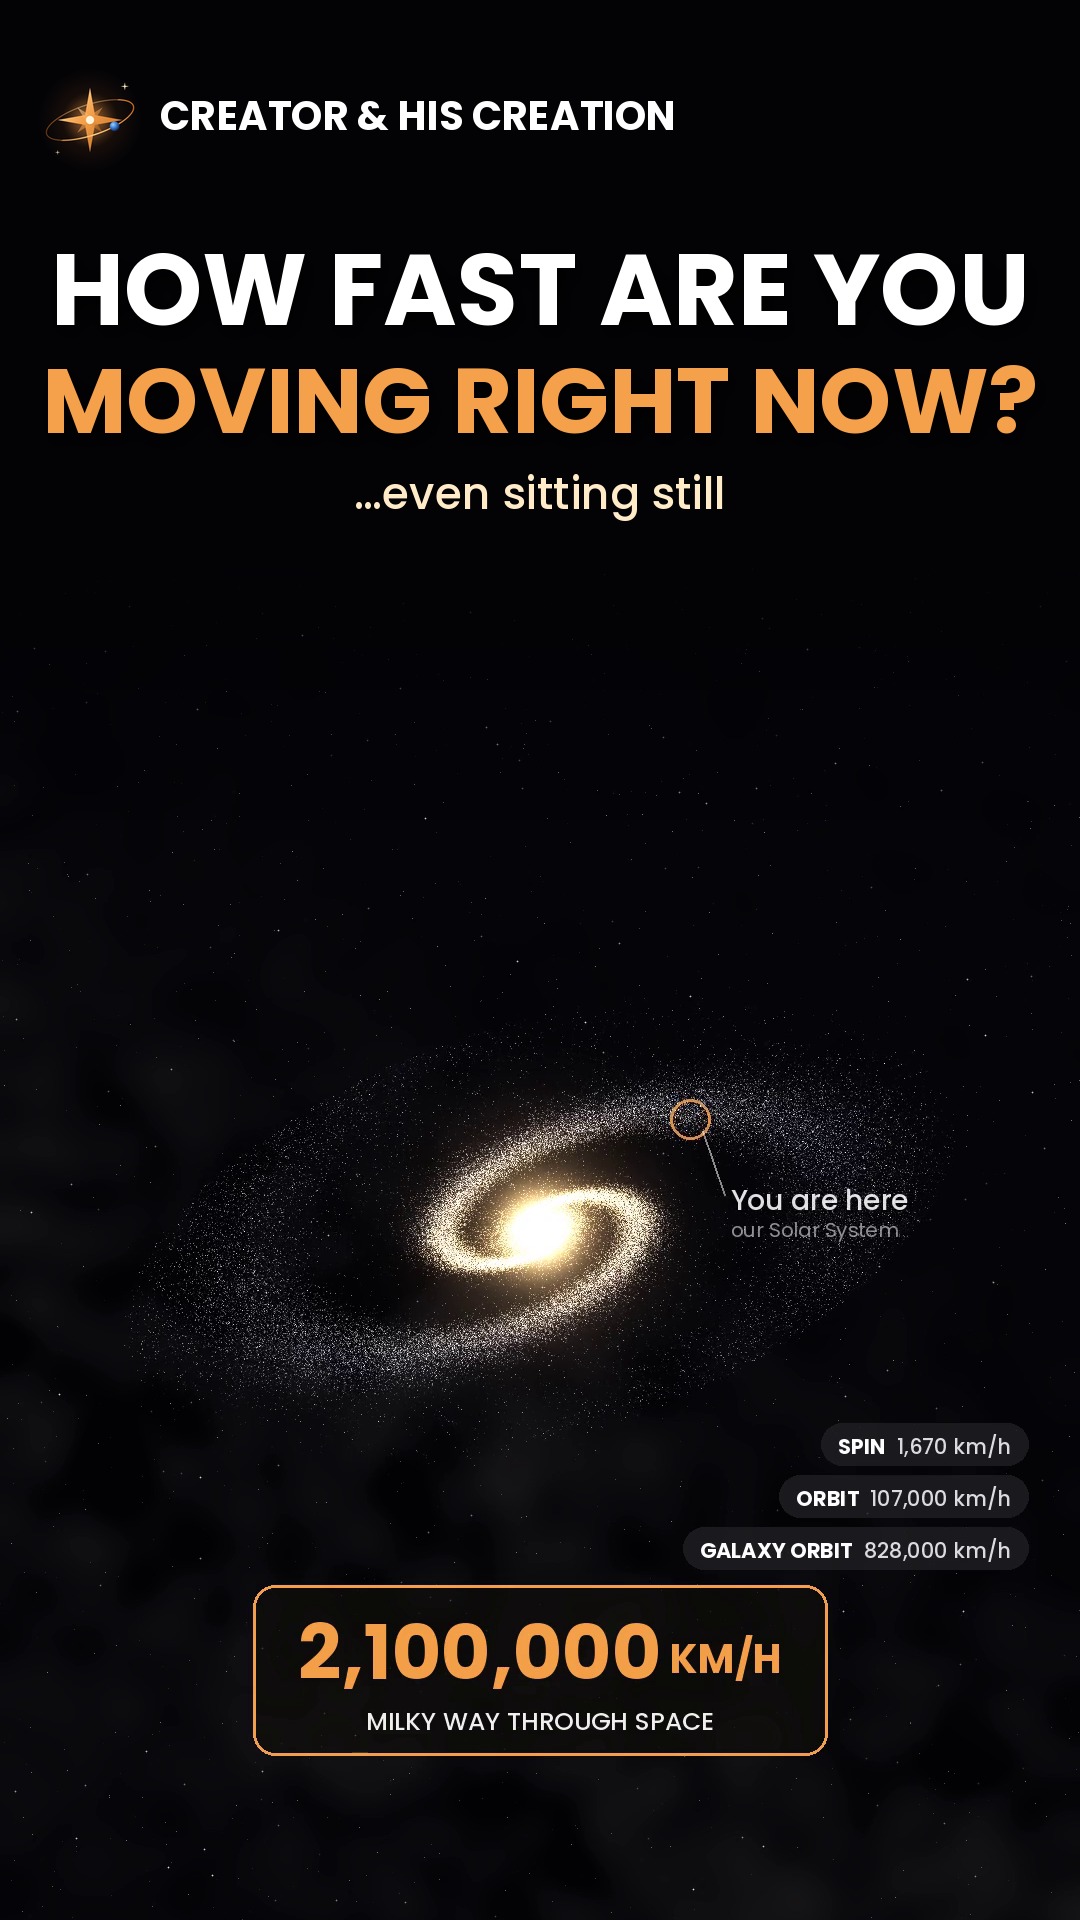 CREATOR & HIS CREATION
HOW FAST ARE YOU
MOVING RIGHT NOW?
...even sitting still
You are here
our Solar System
SPIN 1,670 km/h
ORBIT 107,000 km/h
GALAXY ORBIT 828,000 km/h
2,100,000 KM/H
MILKY WAY THROUGH SPACE